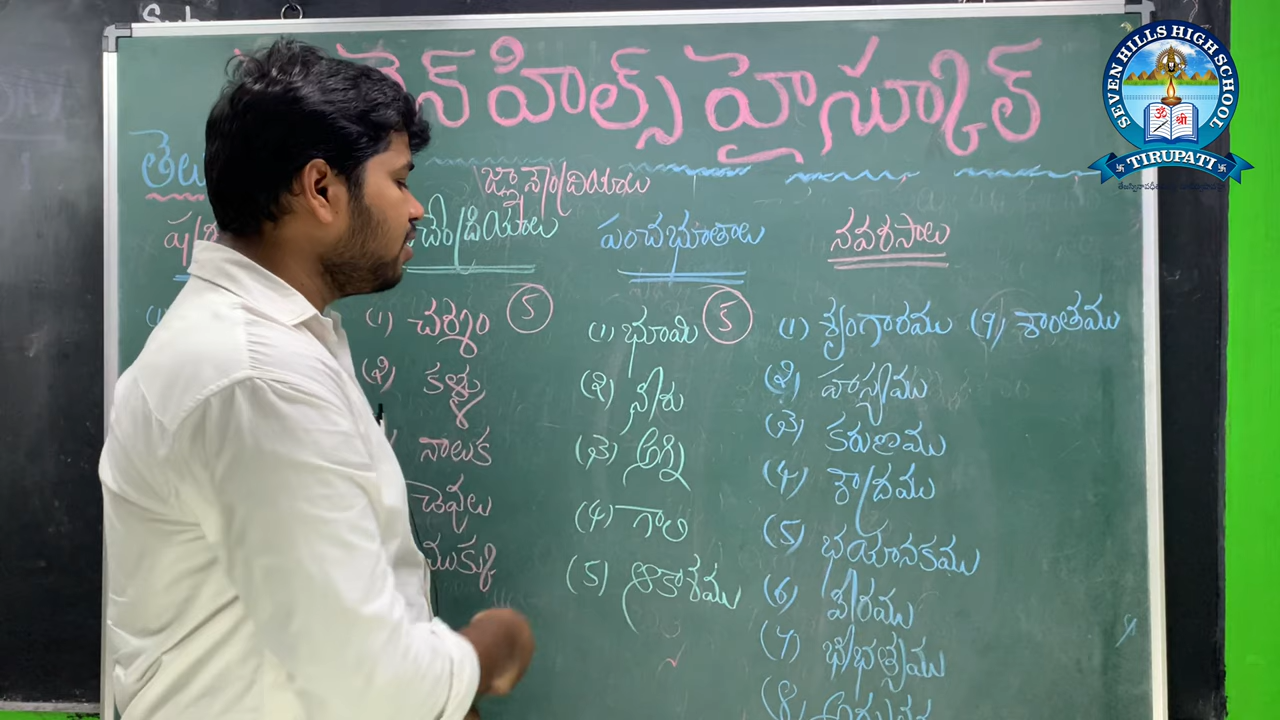 సెవెన్ హిల్స్ హైస్కూల్
జ్ఞానేంద్రియాలు
పంచభూతాలు
నవరసాలు
(1) చర్మం (5)
(2) కళ్ళు
నాలుక
చెవులు
ముక్కు
(1) భూమి (5)
(2) నీరు
(3) అగ్ని
(4) గాలి
(5) ఆకాశము
(1) శృంగారము (9) శాంతము
(2) హాస్యము
(3) కరుణము
(4) రౌద్రము
(5) భయానకము
(6) వీరము
(7) భీభత్సము
(8)
SEVEN HILLS HIGH SCHOOL
TIRUPATI